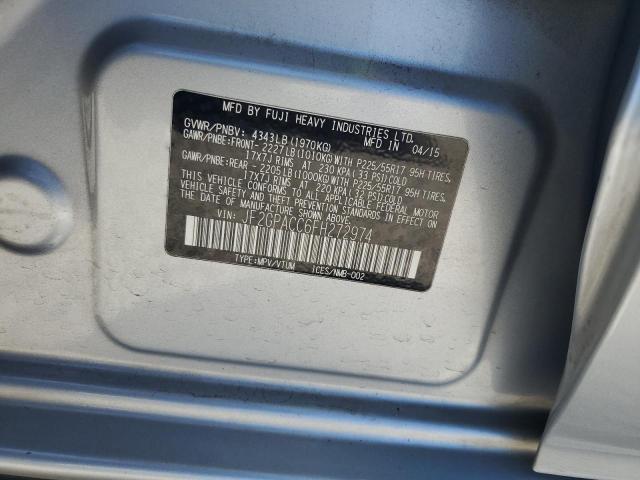 MFD BY FUJI HEAVY INDUSTRIES LTD.
GVWR/PNBV: 4343LB(1970KG) MFD IN 04/15
GAWR/PNBE:FRONT- 2227LB(1010KG)WITH P225/55R17 95H TIRES,
17X7J RIMS AT 230 KPA(33 PSI)COLD
GAWR/PNBE:REAR -2205LB(1000KG)WITH P225/55R17 95H TIRES,
17X7J RIMS AT 220 KPA(32 PSI)COLD
THIS VEHICLE CONFORMS TO ALL APPLICABLE FEDERAL MOTOR
VEHICLE SAFETY AND THEFT PREVENTION STANDARDS IN EFFECT
ON THE DATE OF MANUFACTURE SHOWN ABOVE.
VIN: JF2GPACC6FH272974
TYPE:MPV/VTUM ICES/NMB-002